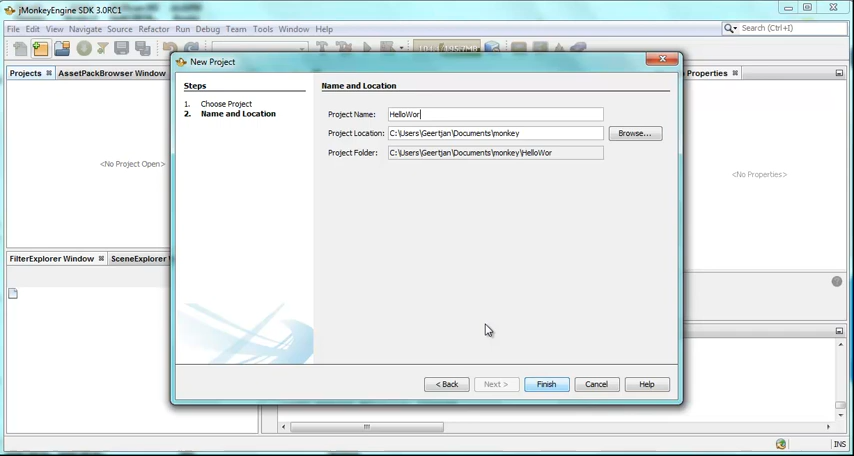 jMonkeyEngine SDK 3.0RC1
File Edit View Navigate Source Refactor Run Debug Team Tools Window Help
Search (Ctrl+I)
New Project
Projects AssetPackBrowser Window
Properties
Steps
1. Choose Project
2. Name and Location
Name and Location
Project Name: HelloWor
Project Location: C:\Users\Geertjan\Documents\monkey Browse...
Project Folder: C:\Users\Geertjan\Documents\monkey\HelloWor
<No Project Open>
<No Properties>
FilterExplorer Window SceneExplorer
< Back Next > Finish Cancel Help
INS